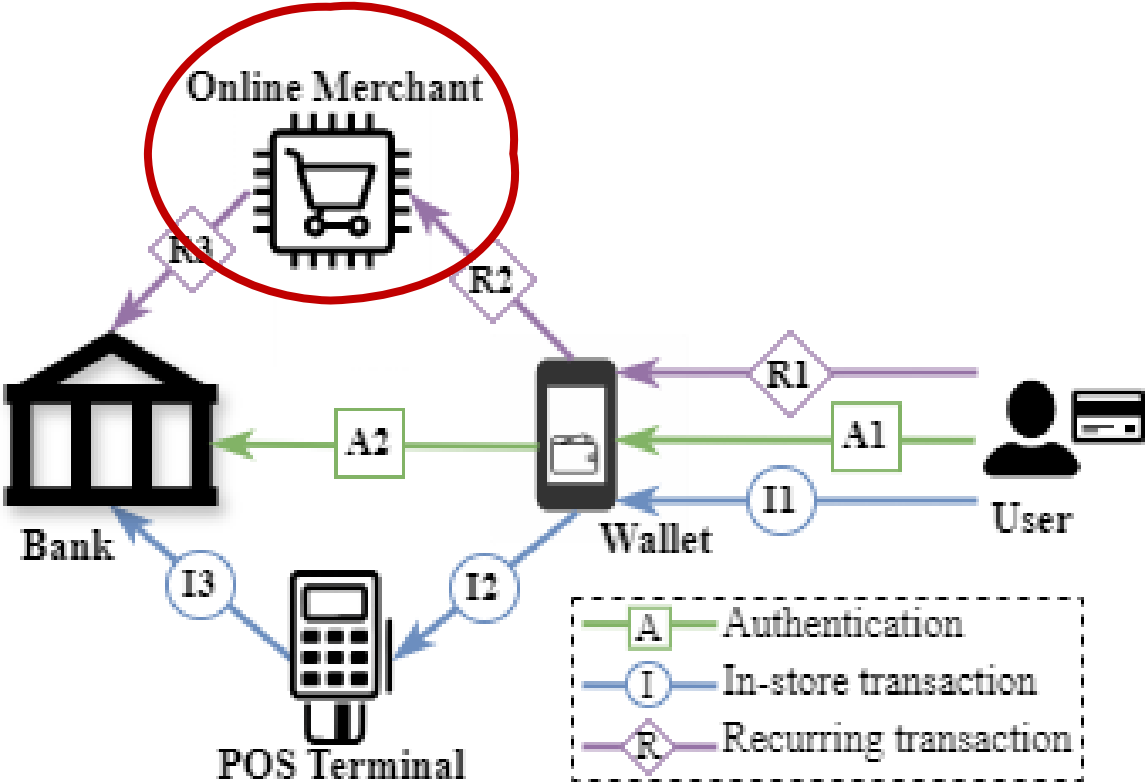 Online Merchant
R3
R2
R1
A2
A1
I1
Bank
Wallet
User
I3
I2
POS Terminal
A Authentication
I In-store transaction
R Recurring transaction